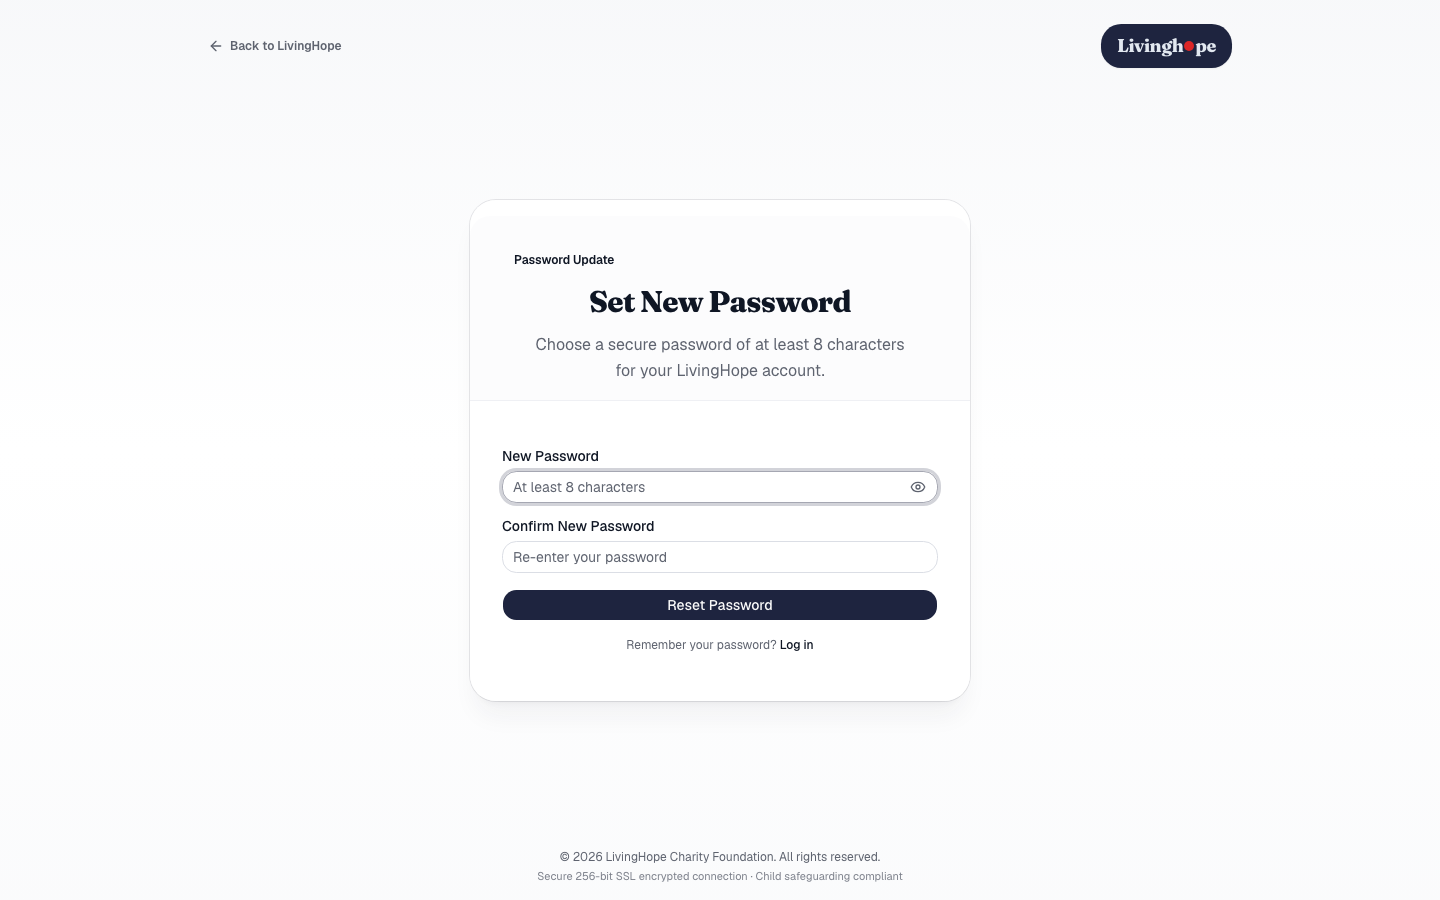 Back to LivingHope
Livinghope
Password Update
Set New Password
Choose a secure password of at least 8 characters
for your LivingHope account.
New Password
At least 8 characters
Confirm New Password
Re-enter your password
Reset Password
Remember your password? Log in
© 2026 LivingHope Charity Foundation. All rights reserved.
Secure 256-bit SSL encrypted connection · Child safeguarding compliant